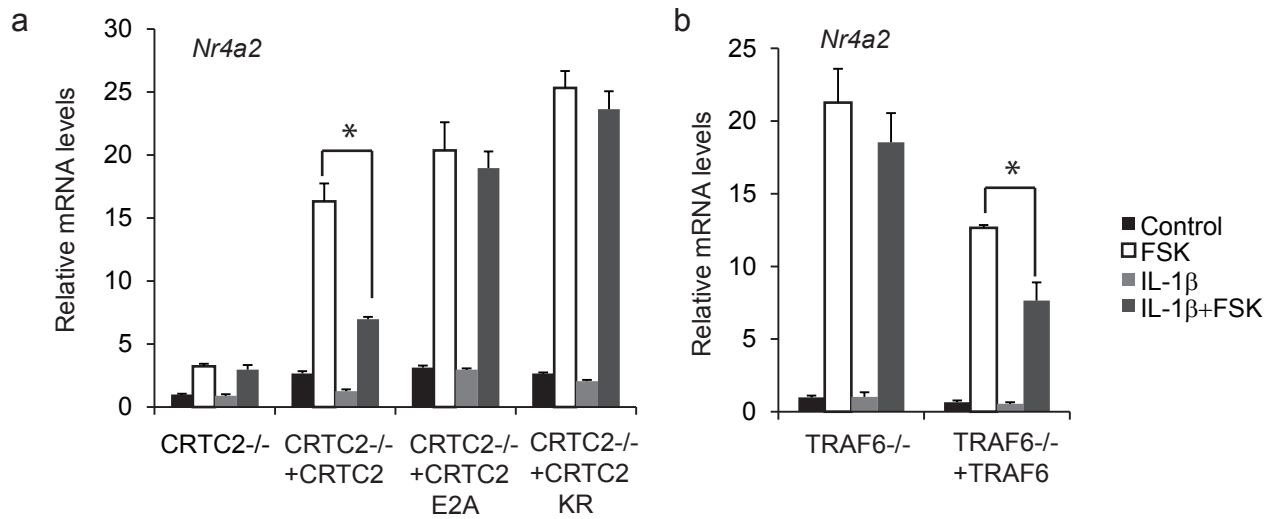 a
Nr4a2
Relative mRNA levels
30
25
20
15
10
5
0
*
CRTC2-/-
CRTC2-/-
+CRTC2
CRTC2-/-
+CRTC2
E2A
CRTC2-/-
+CRTC2
KR
b
Nr4a2
Relative mRNA levels
25
20
15
10
5
0
*
TRAF6-/-
TRAF6-/-
+TRAF6
Control
FSK
IL-1β
IL-1β+FSK